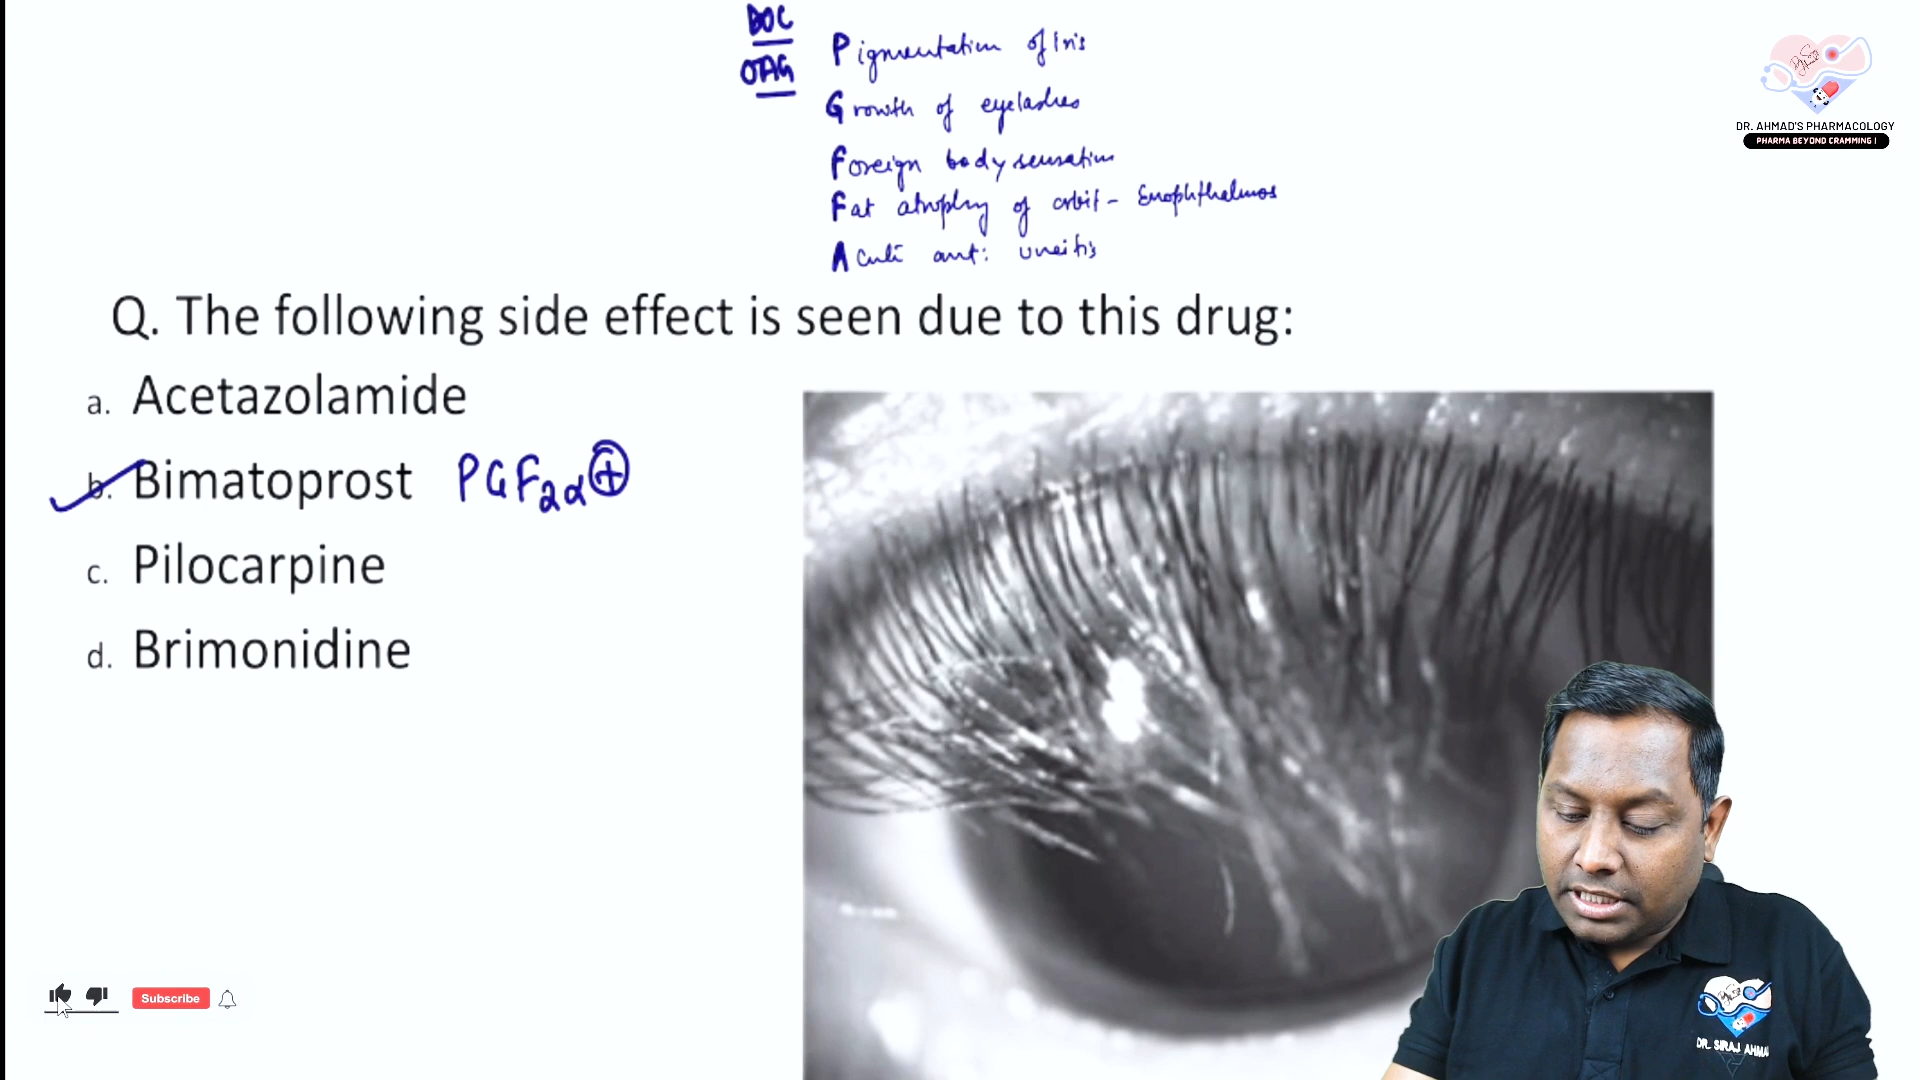 DOC
OAG
Pigmentation of Iris
Growth of eyelashes
Foreign body sensation
Fat atrophy of orbit - Enophthalmos
Acute ant: uveitis
DR. AHMAD'S PHARMACOLOGY
PHARMA BEYOND CRAMMING !
Q. The following side effect is seen due to this drug:
a. Acetazolamide
b. Bimatoprost PGF2α +
c. Pilocarpine
d. Brimonidine
Subscribe
DR. SIRAJ AHMAD